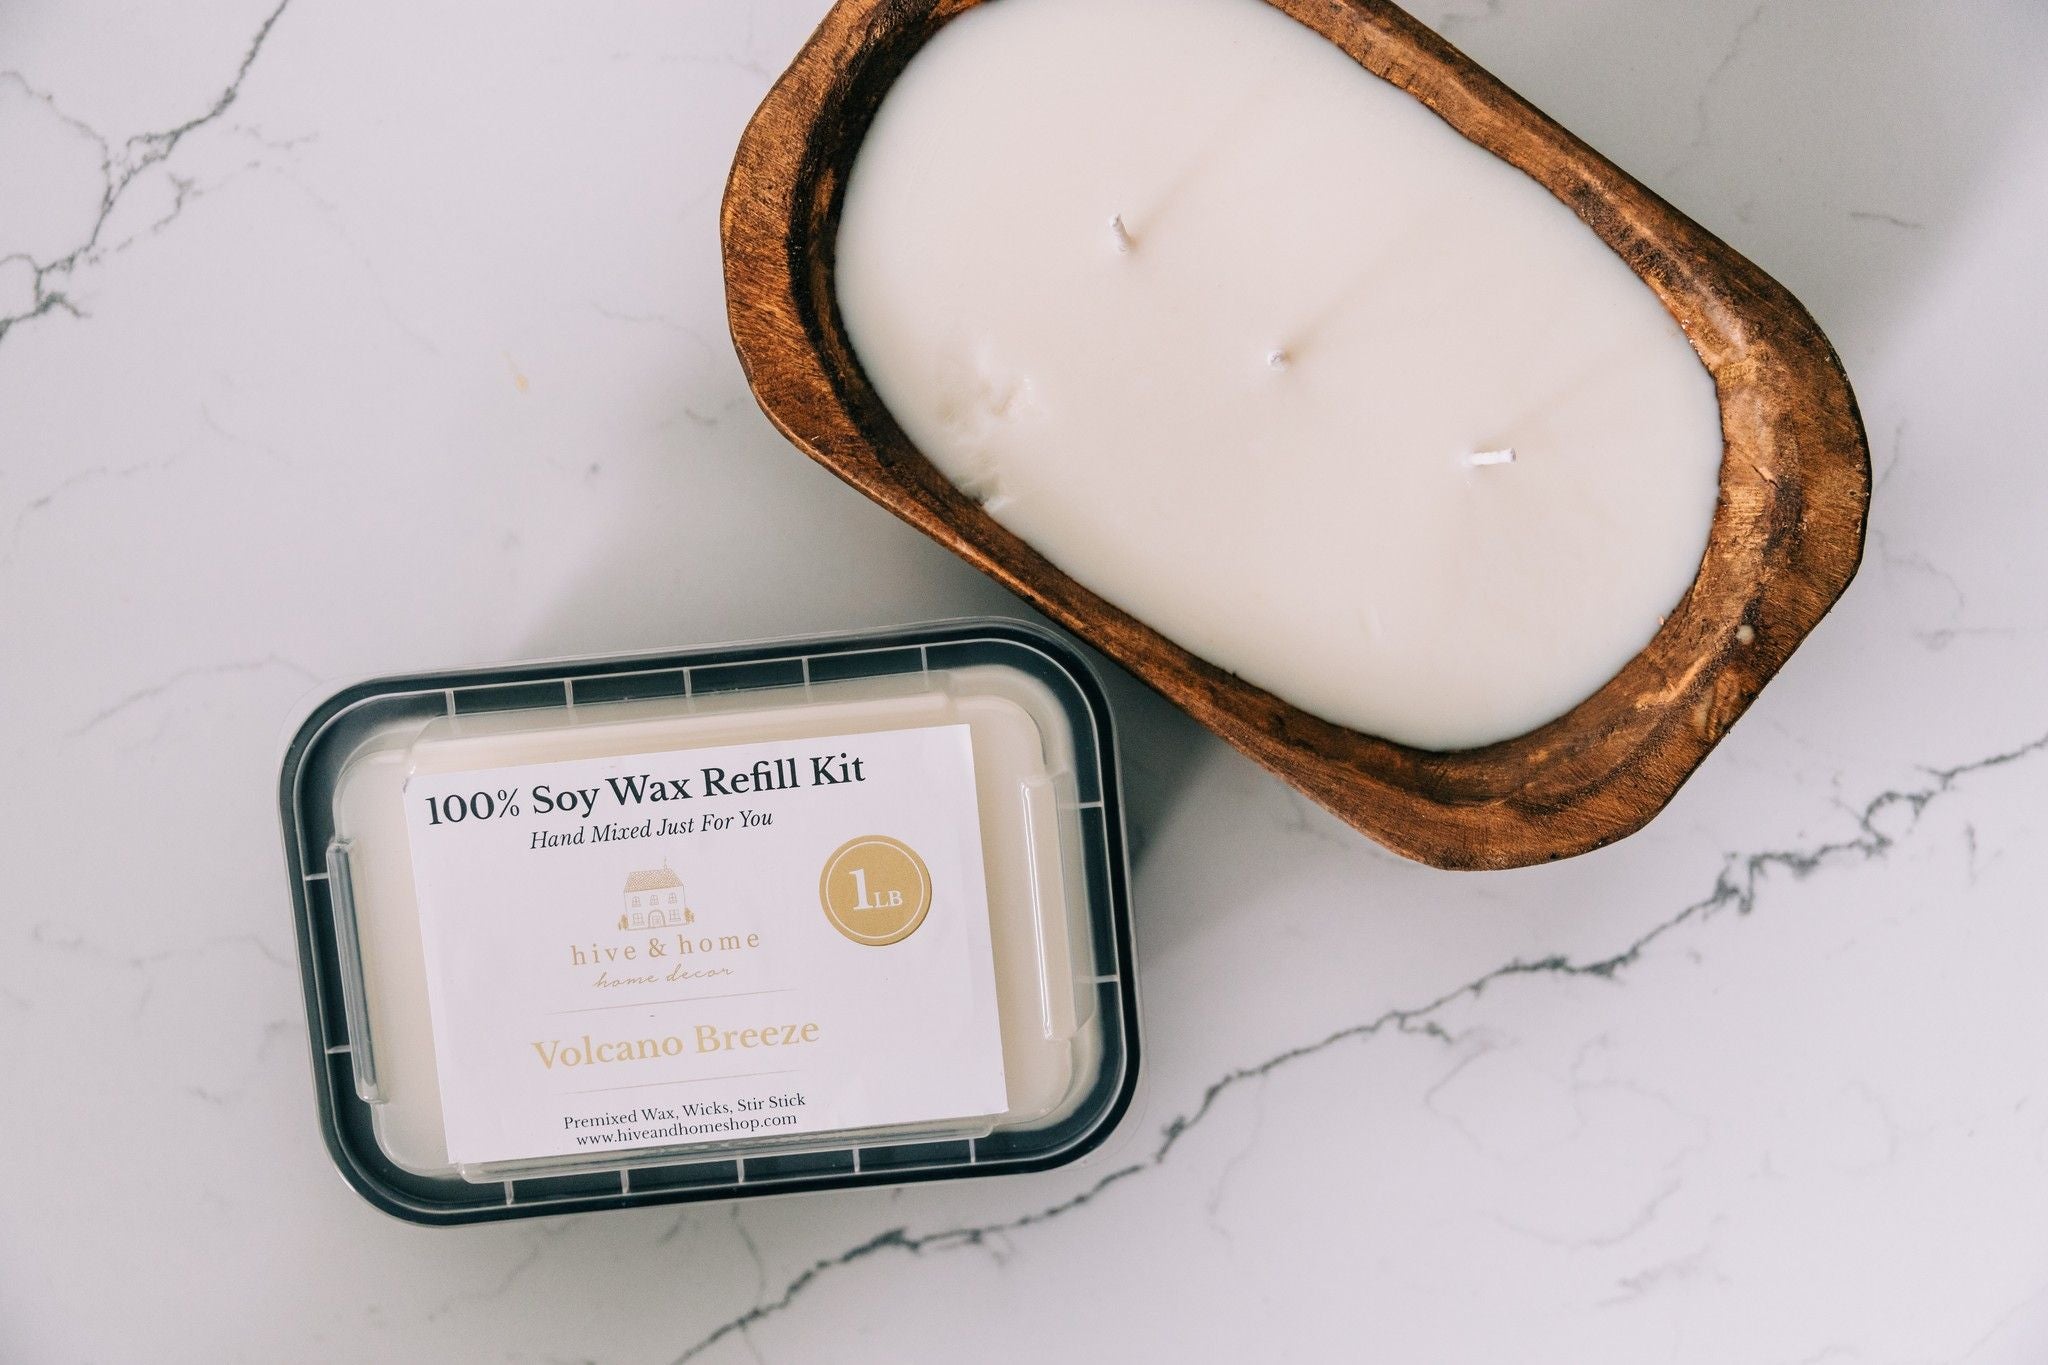 100% Soy Wax Refill Kit
Hand Mixed Just For You
1LB
hive & home
home decor
Volcano Breeze
Premixed Wax, Wicks, Stir Stick
www.hiveandhomeshop.com